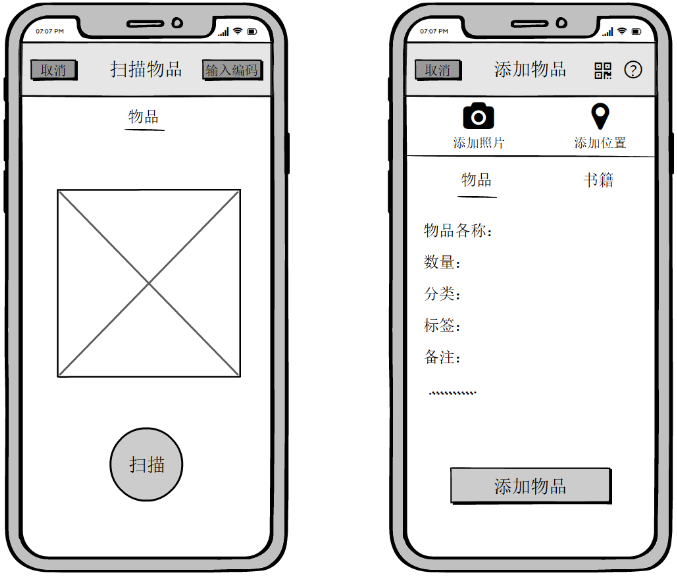 07:07 PM
取消
扫描物品
输入编码
物品
扫描
07:07 PM
取消
添加物品
?
添加照片
添加位置
物品
书籍
物品各称：
数量：
分类：
标签：
备注：
...........
添加物品